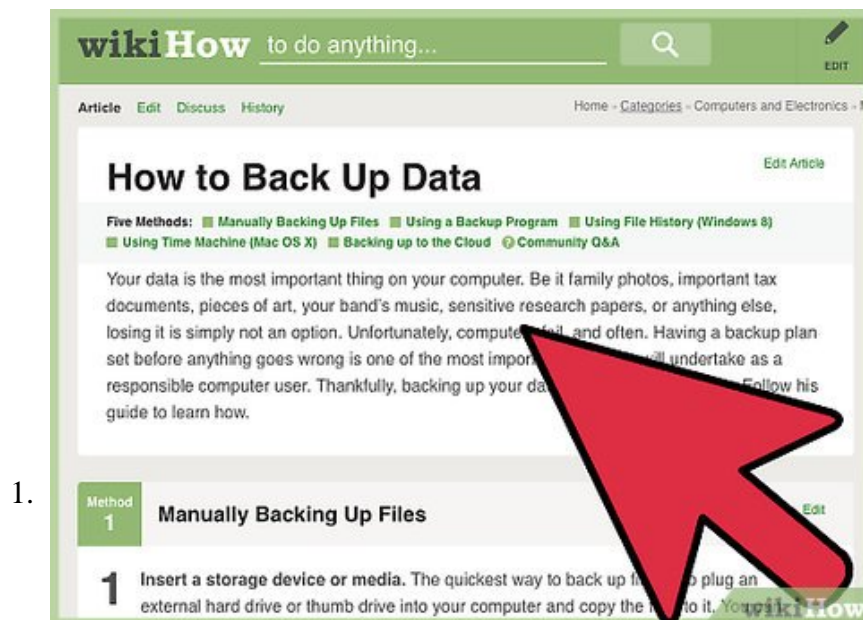 wikiHow to do anything...
EDIT
Article Edit Discuss History Home » Categories » Computers and Electronics »
How to Back Up Data
Edit Article
Five Methods: Manually Backing Up Files Using a Backup Program Using File History (Windows 8)
Using Time Machine (Mac OS X) Backing up to the Cloud Community Q&A
Your data is the most important thing on your computer. Be it family photos, important tax
documents, pieces of art, your band's music, sensitive research papers, or anything else,
losing it is simply not an option. Unfortunately, and often. Having a backup plan
set before anything goes wrong is one of the most will undertake as a
responsible computer user. Thankfully, backing up your Follow his
guide to learn how.
1.
Method
1
Manually Backing Up Files
Edit
1 Insert a storage device or media. The quickest way to back up plug an
external hard drive or thumb drive into your computer and copy the to it.
wikiHow